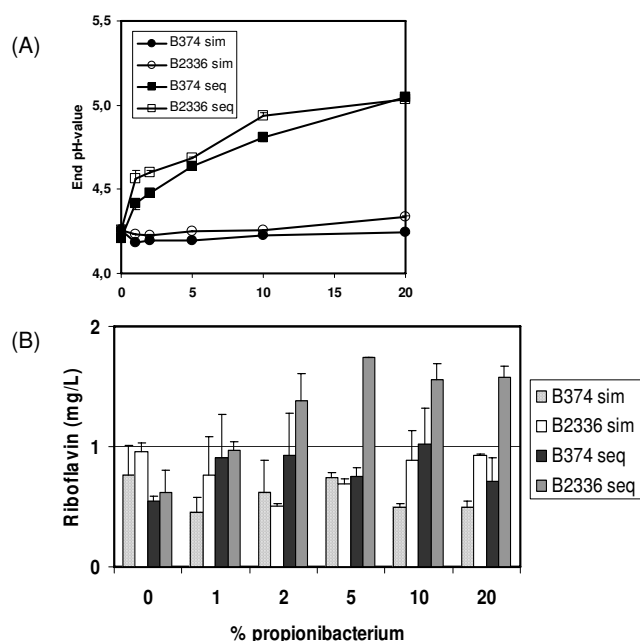 (A)
5,5
5,0
4,5
4,0
End pH-value
B374 sim
B2336 sim
B374 seq
B2336 seq
0 5 10 15 20
(B)
2
1
0
Riboflavin (mg/L)
B374 sim
B2336 sim
B374 seq
B2336 seq
0 1 2 5 10 20
% propionibacterium